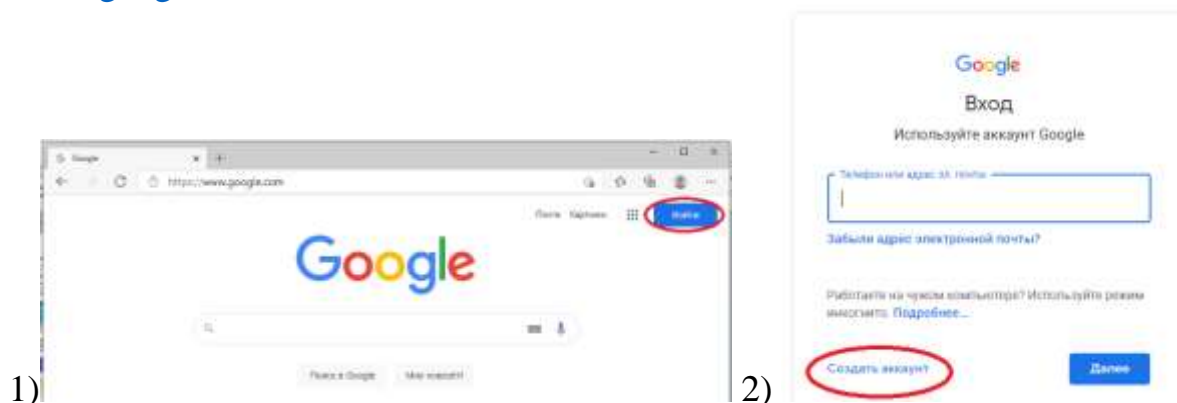 Google
https://www.google.com
Почта Картинки
Войти
Google
Поиск в Google Мне повезёт!
1)
Google
Вход
Используйте аккаунт Google
Телефон или адрес эл. почты
Забыли адрес электронной почты?
Работаете на чужом компьютере? Используйте режим
инкогнито. Подробнее...
Создать аккаунт
Далее
2)